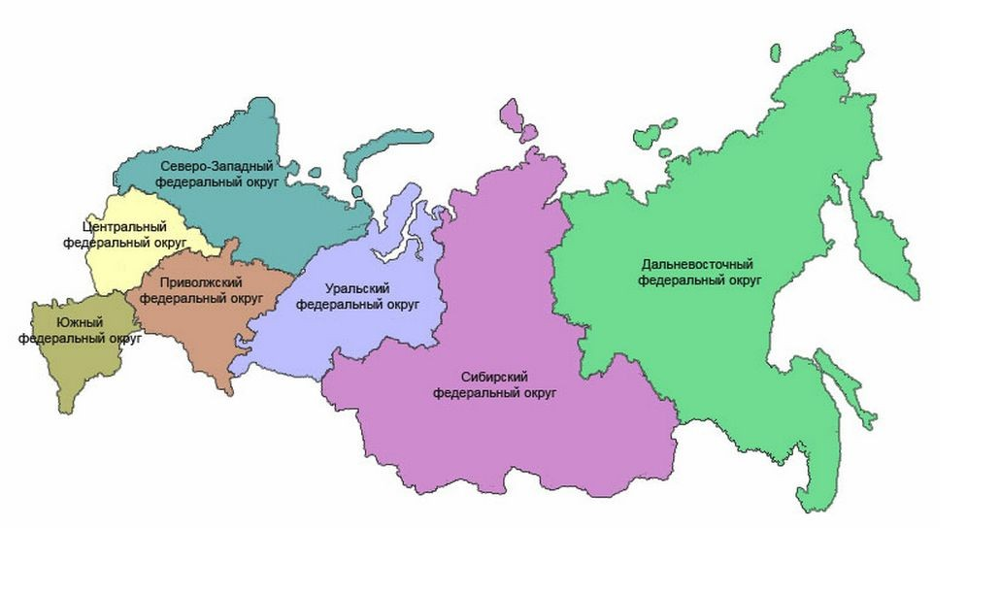 Северо-Западный
федеральный округ
Центральный
федеральный округ
Приволжский
федеральный округ
Южный
федеральный округ
Уральский
федеральный округ
Сибирский
федеральный округ
Дальневосточный
федеральный округ